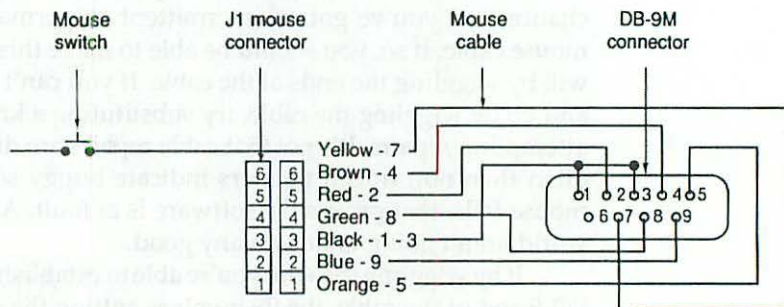 Mouse switch
J1 mouse connector
Mouse cable
DB-9M connector
Yellow - 7
6 6 Brown - 4
5 5 Red - 2
4 4 Green - 8
3 3 Black - 1 - 3
2 2 Blue - 9
1 1 Orange - 5
1 2 3 4 5
6 7 8 9